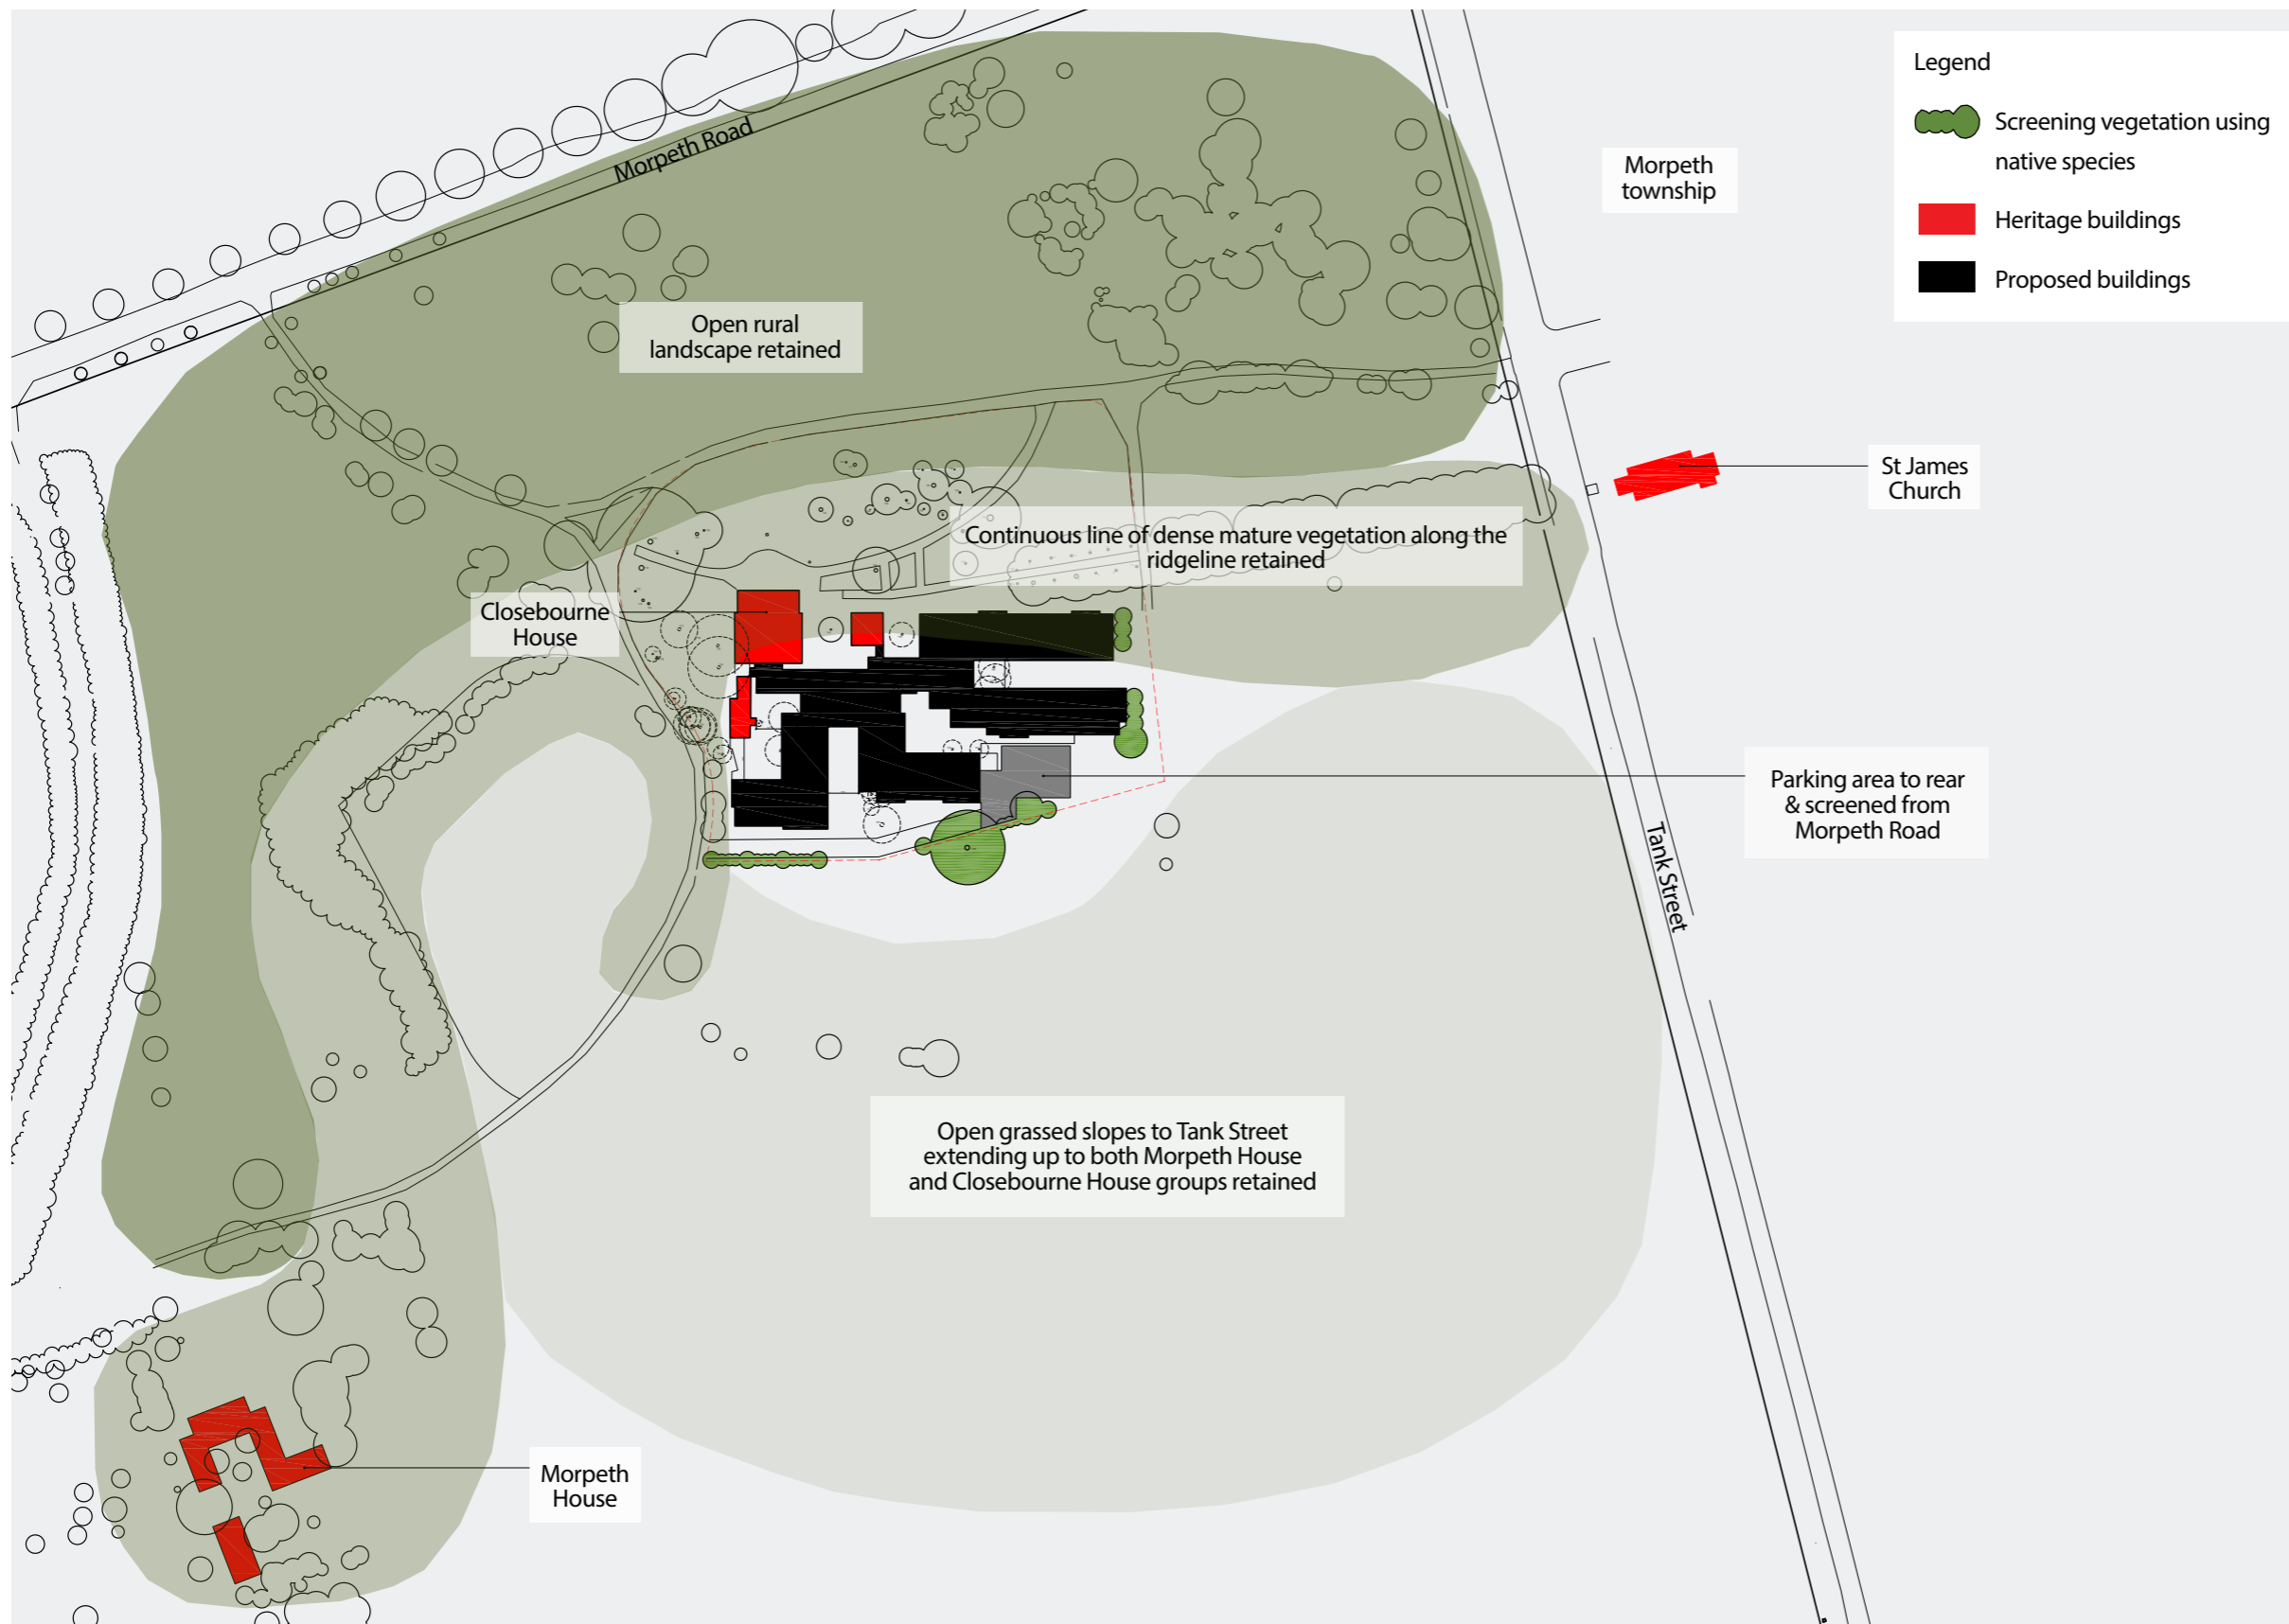 Legend
Screening vegetation using
native species
Heritage buildings
Proposed buildings
Morpeth Road
Morpeth
township
Open rural
landscape retained
St James
Church
Continuous line of dense mature vegetation along the
ridgeline retained
Closebourne
House
Parking area to rear
& screened from
Morpeth Road
Tank Street
Open grassed slopes to Tank Street
extending up to both Morpeth House
and Closebourne House groups retained
Morpeth
House